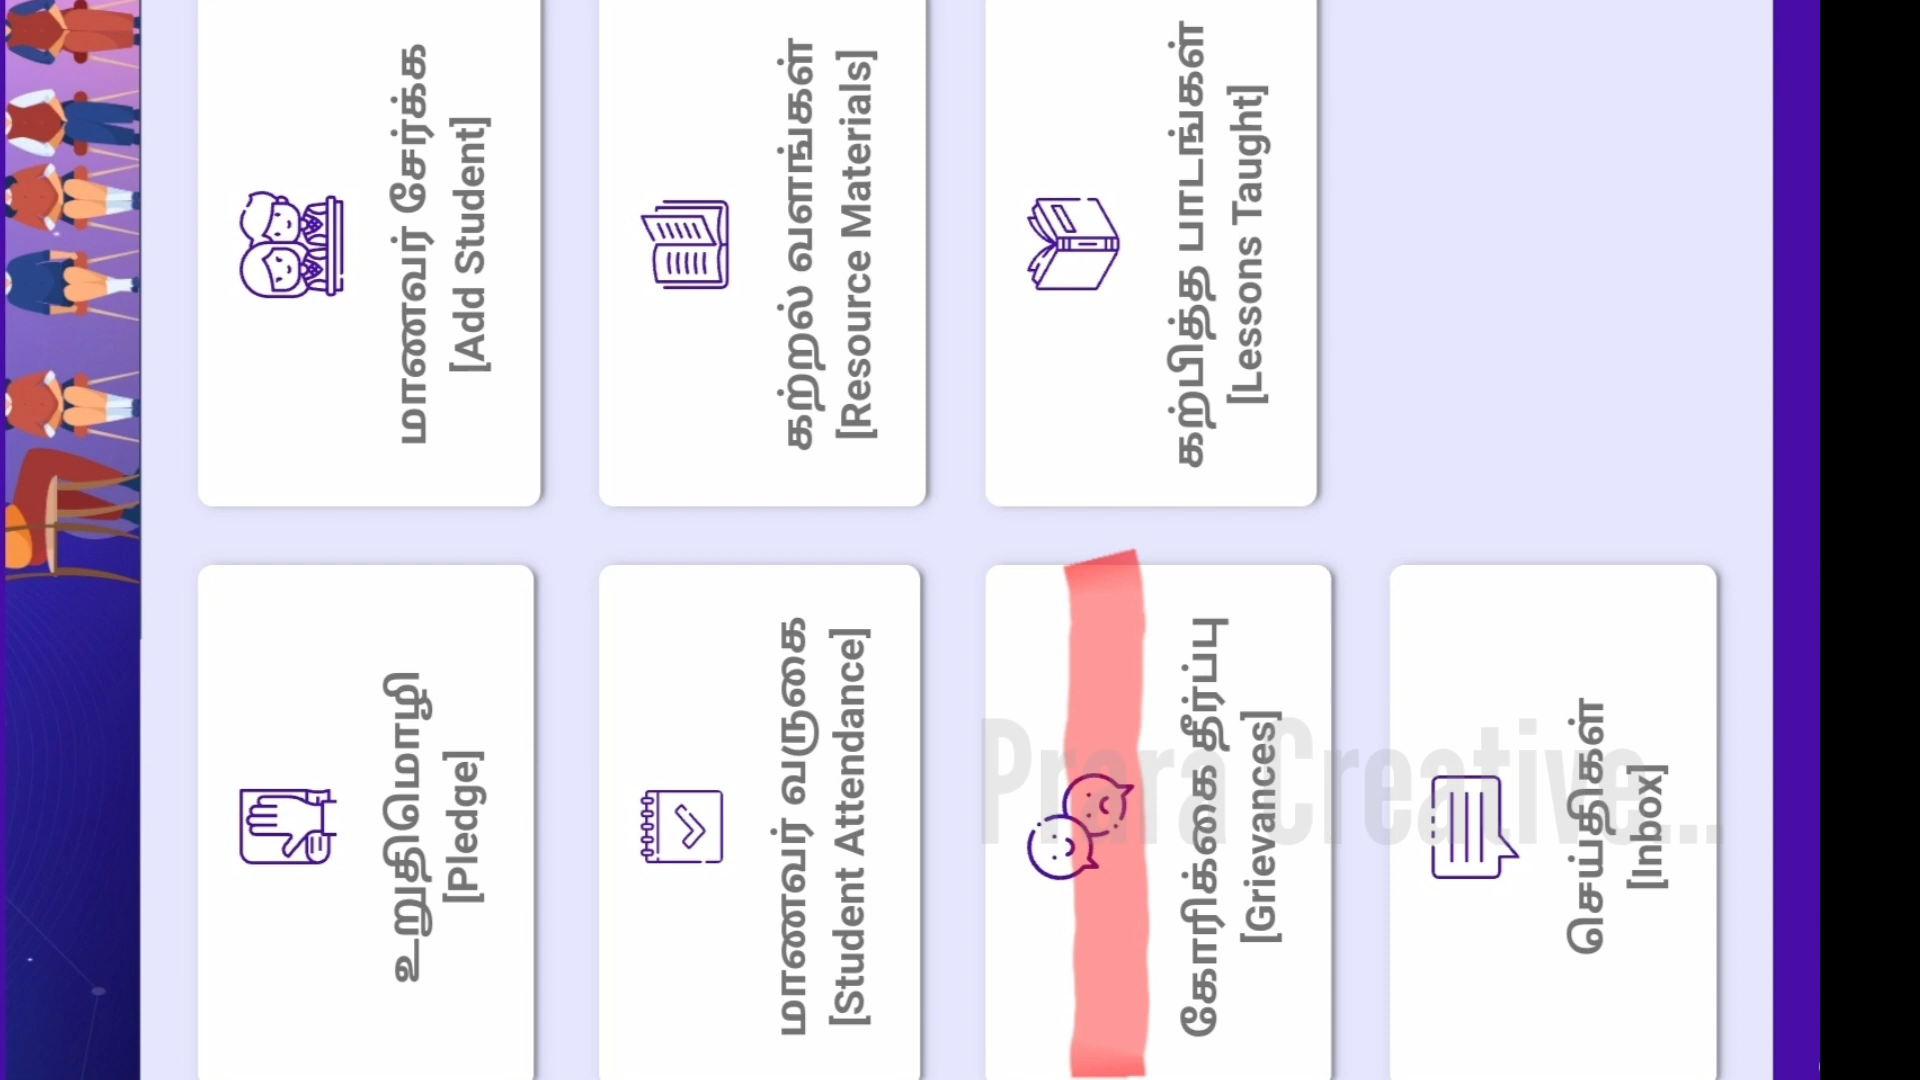 உறுதிமொழி
[Pledge]
மாணவர் சேர்க்க
[Add Student]
மாணவர் வருகை
[Student Attendance]
கற்றல் வளங்கள்
[Resource Materials]
கோரிக்கை தீர்ப்பு
[Grievances]
கற்பித்த பாடங்கள்
[Lessons Taught]
செய்திகள்
[Inbox]
Prara Creative...